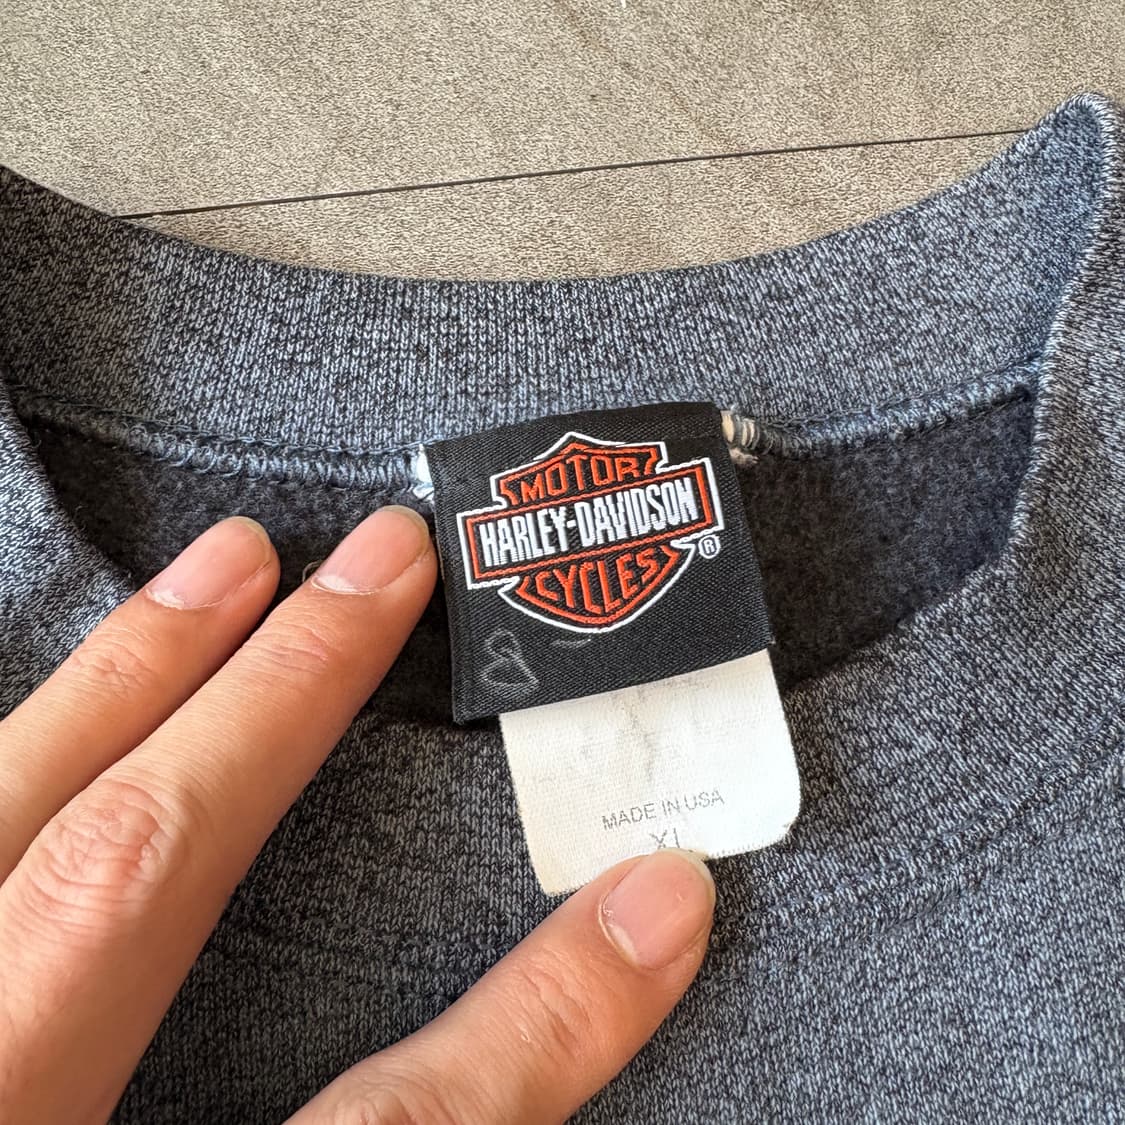 MOTOR
HARLEY-DAVIDSON
CYCLES
®
MADE IN USA
XL